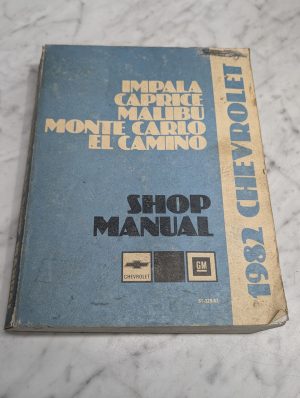 IMPALA
CAPRICE
MALIBU
MONTE CARLO
EL CAMINO
SHOP
MANUAL
CHEVROLET
GM
1982 CHEVROLET